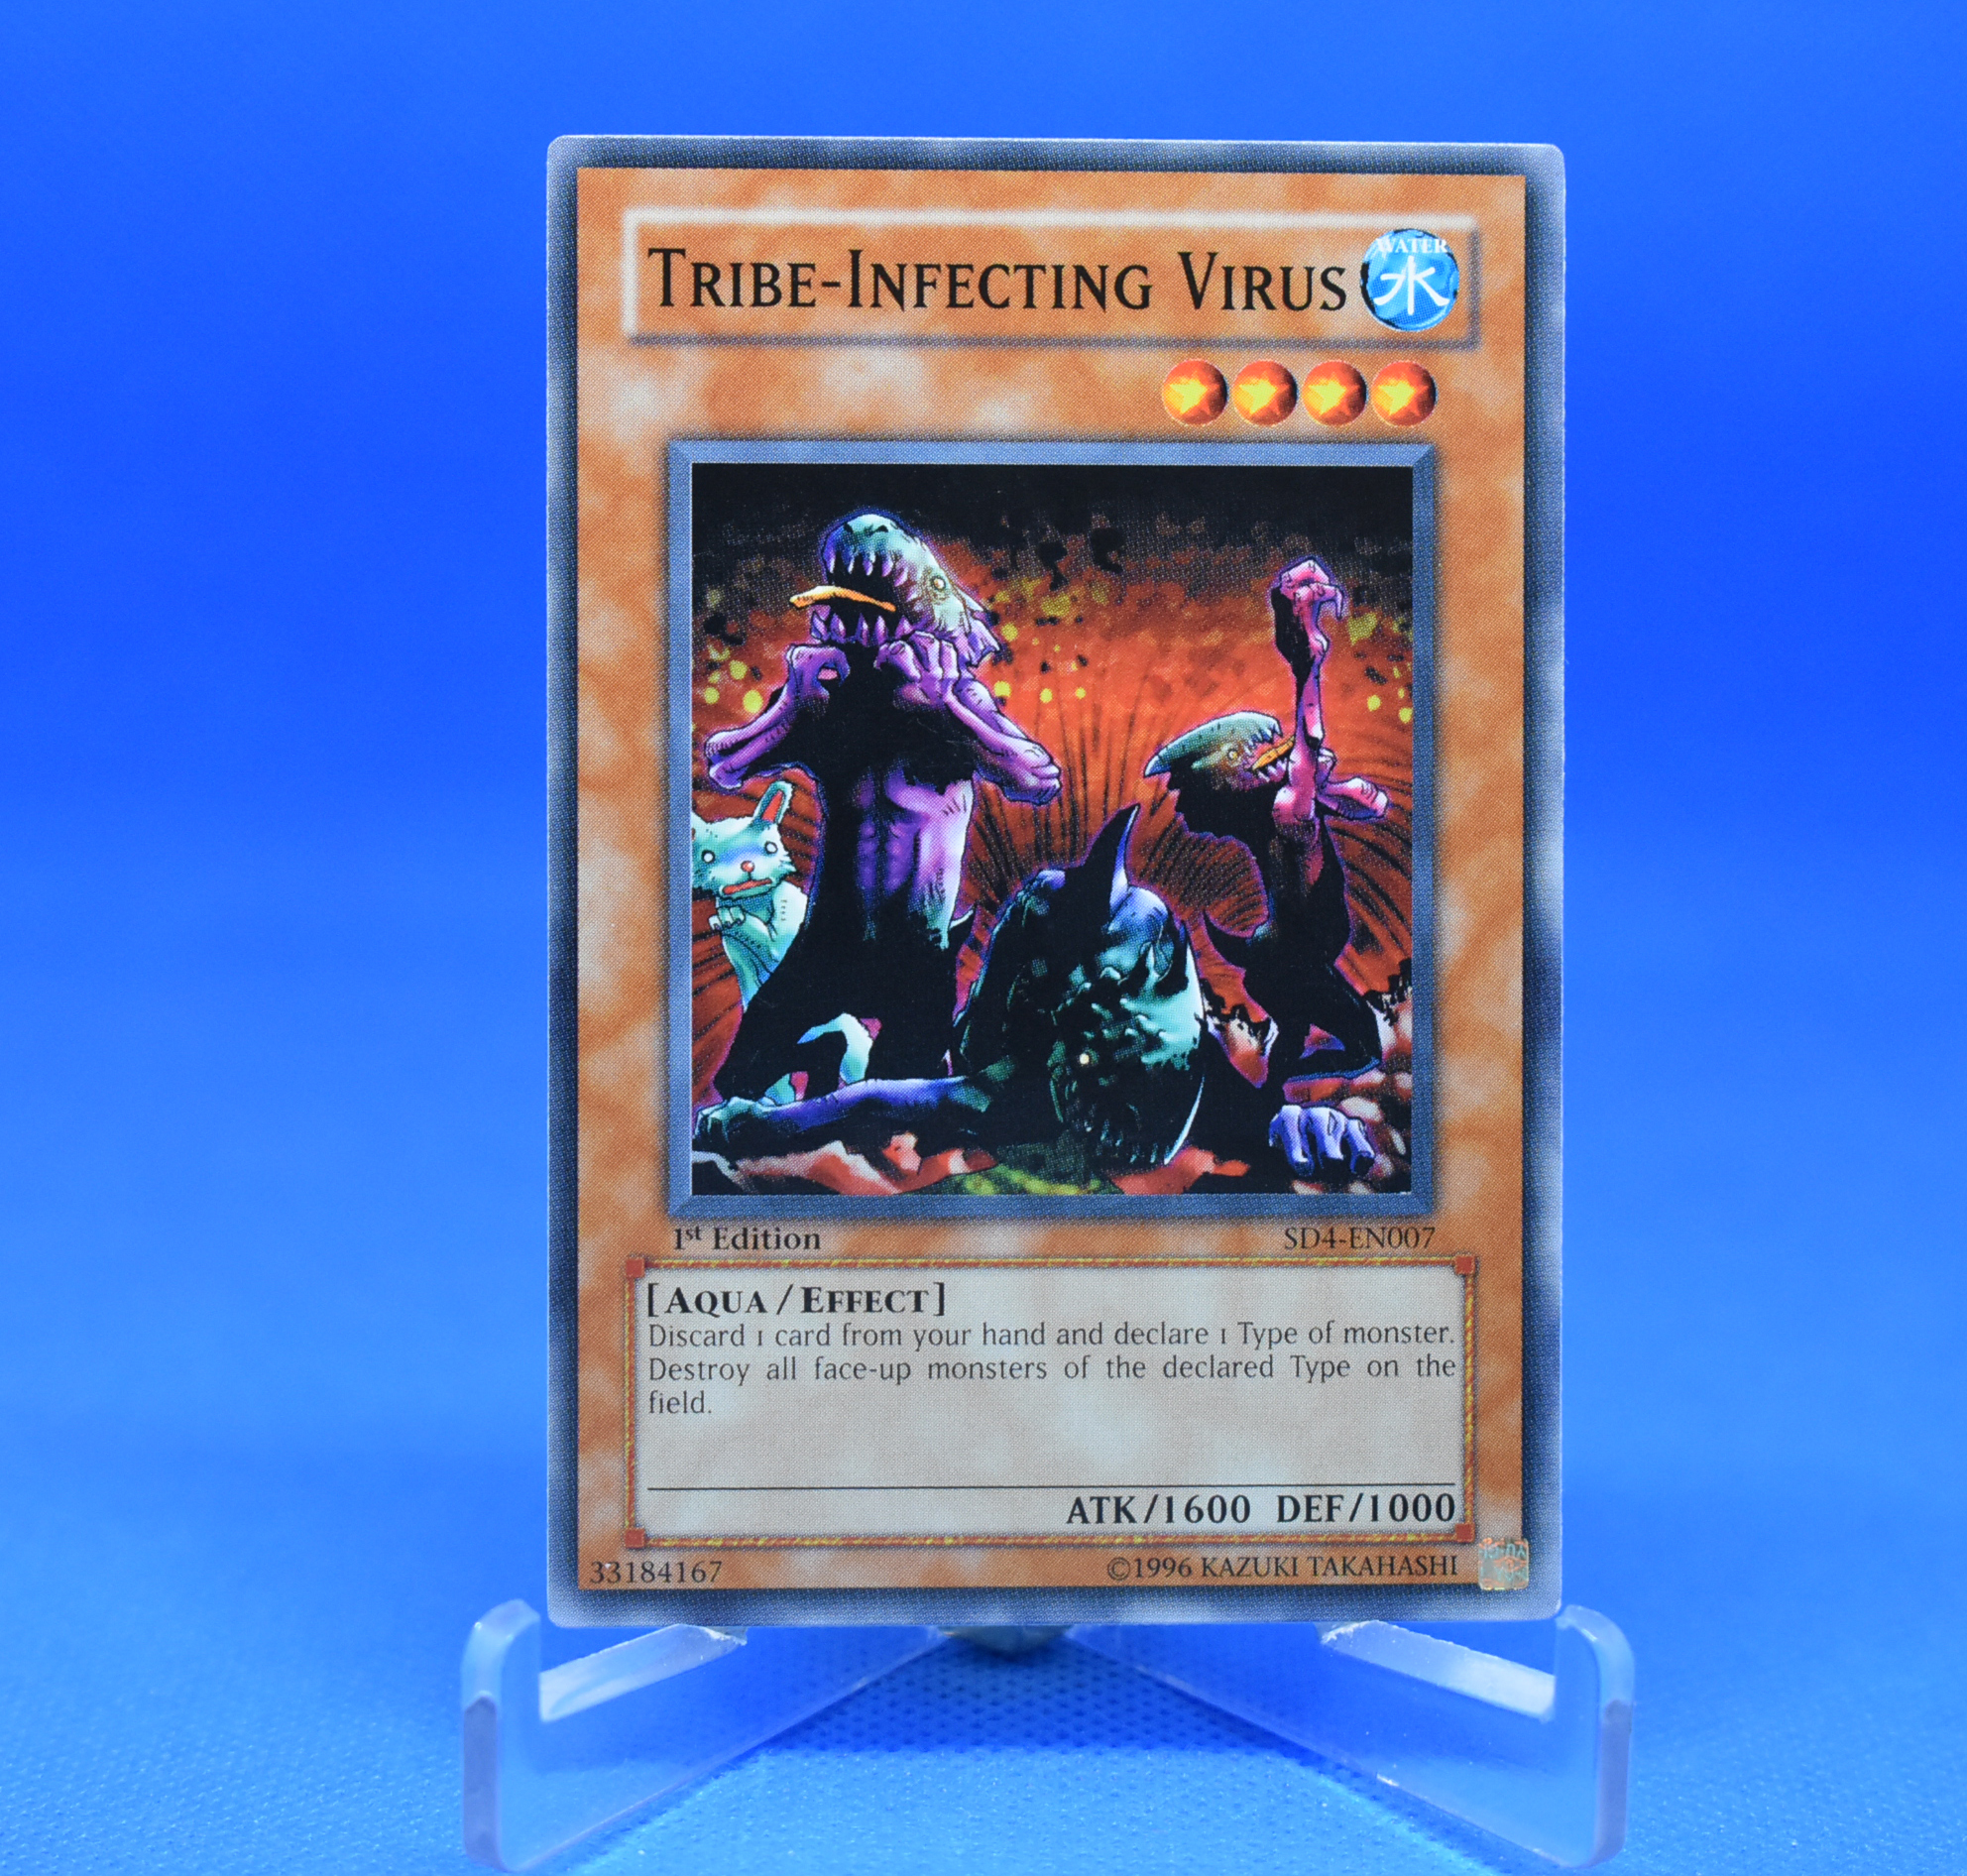 TRIBE-INFECTING VIRUS
WATER
水
1st Edition
SD4-EN007
[AQUA / EFFECT]
Discard 1 card from your hand and declare 1 Type of monster.
Destroy all face-up monsters of the declared Type on the
field.
ATK/1600 DEF/1000
33184167
©1996 KAZUKI TAKAHASHI